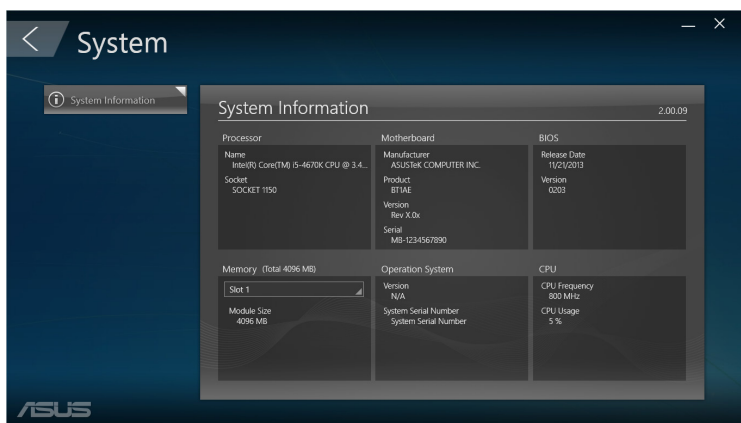 System
System Information
System Information
2.00.09
Processor
Name
Intel(R) Core(TM) i5-4670K CPU @ 3.4...
Socket
SOCKET 1150
Motherboard
Manufacturer
ASUSTeK COMPUTER INC.
Product
BT1AE
Version
Rev X.0x
Serial
MB-1234567890
BIOS
Release Date
11/21/2013
Version
0203
Memory (Total 4096 MB)
Slot 1
Module Size
4096 MB
Operation System
Version
N/A
System Serial Number
System Serial Number
CPU
CPU Frequency
800 MHz
CPU Usage
5 %
ASUS